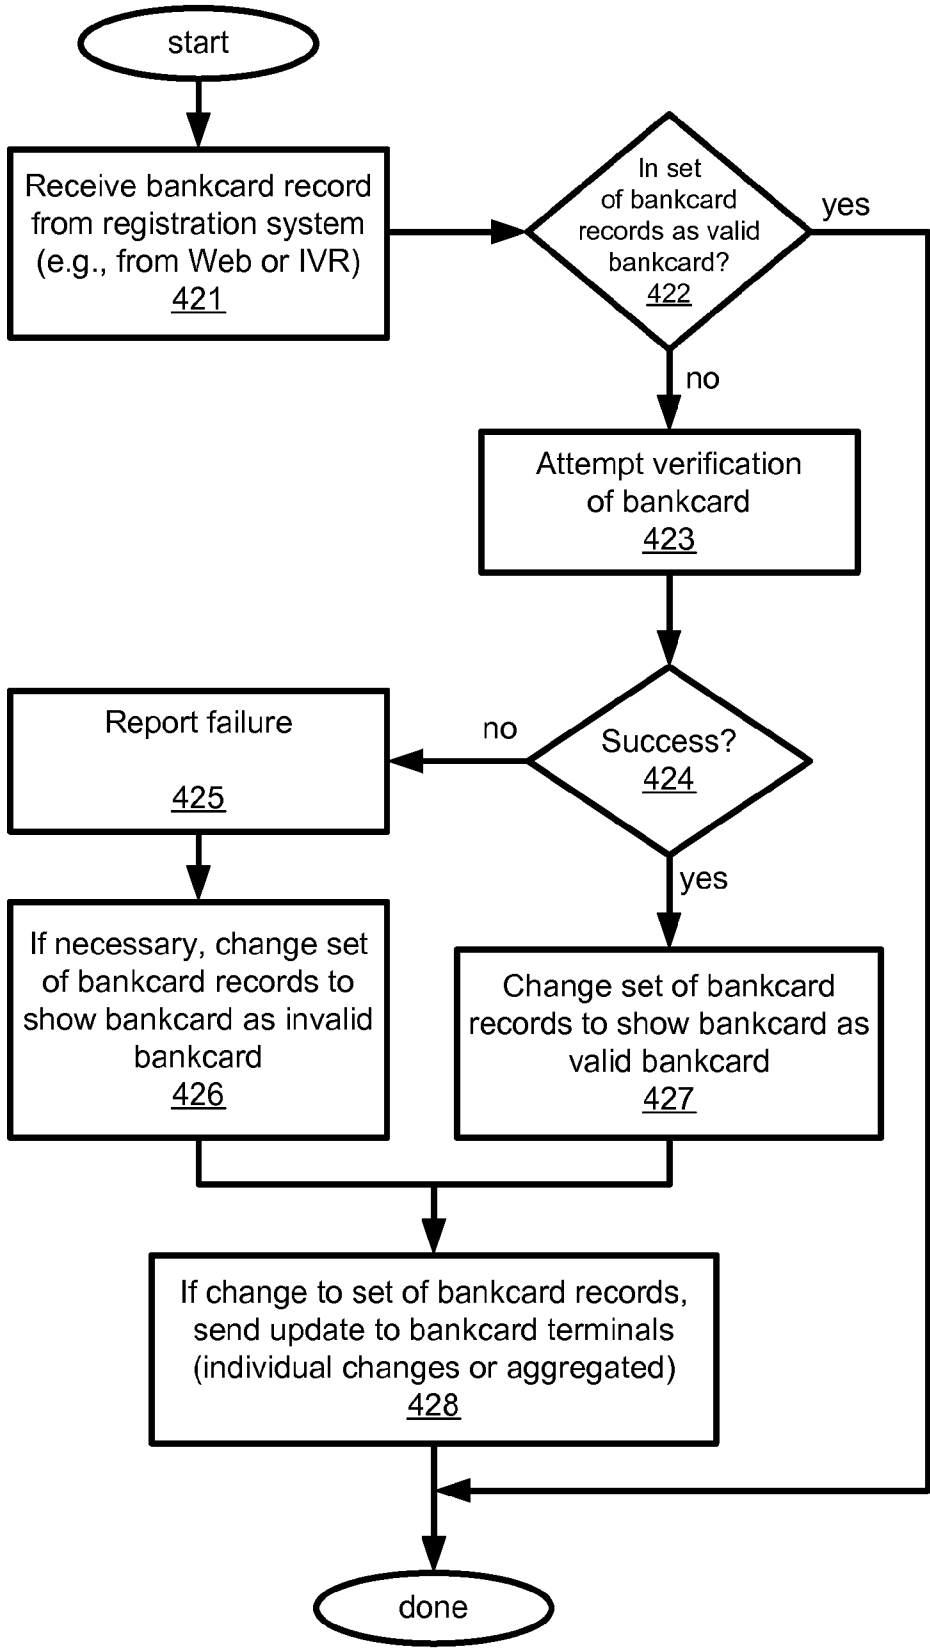 start
Receive bankcard record
from registration system
(e.g., from Web or IVR)
421
In set
of bankcard
records as valid
bankcard?
422
yes
no
Attempt verification
of bankcard
423
Success?
424
no
Report failure
425
yes
If necessary, change set
of bankcard records to
show bankcard as invalid
bankcard
426
Change set of bankcard
records to show bankcard as
valid bankcard
427
If change to set of bankcard records,
send update to bankcard terminals
(individual changes or aggregated)
428
done